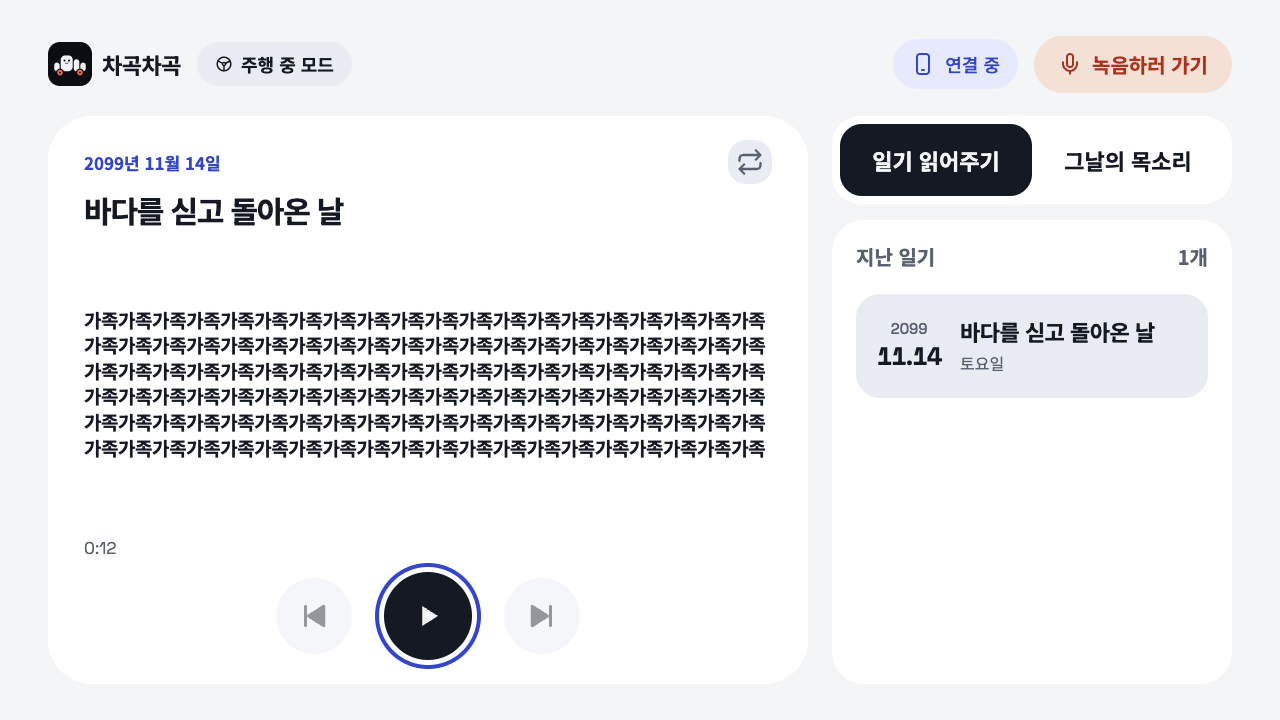 차곡차곡
주행 중 모드
연결 중
녹음하러 가기
2099년 11월 14일
바다를 싣고 돌아온 날
가족가족가족가족가족가족가족가족가족가족가족가족가족가족가족가족가족가족가족가족
가족가족가족가족가족가족가족가족가족가족가족가족가족가족가족가족가족가족가족가족
가족가족가족가족가족가족가족가족가족가족가족가족가족가족가족가족가족가족가족가족
가족가족가족가족가족가족가족가족가족가족가족가족가족가족가족가족가족가족가족가족
가족가족가족가족가족가족가족가족가족가족가족가족가족가족가족가족가족가족가족가족
가족가족가족가족가족가족가족가족가족가족가족가족가족가족가족가족가족가족가족가족
0:12
일기 읽어주기
그날의 목소리
지난 일기
1개
2099
11.14
바다를 싣고 돌아온 날
토요일